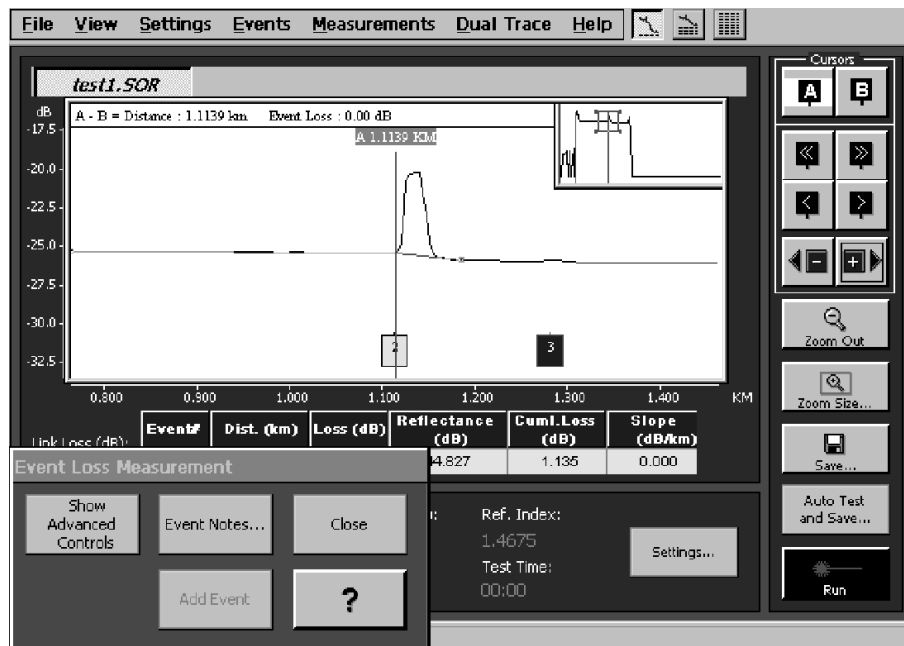 File View Settings Events Measurements Dual Trace Help
test1.SOR
A - B = Distance : 1.1139 km Event Loss : 0.00 dB
A 1.1139 KM
dB
-17.5
-20.0
-22.5
-25.0
-27.5
-30.0
-32.5
2
3
0.800 0.900 1.000 1.100 1.200 1.300 1.400 KM
Link Loss (dB):
Event# Dist. (km) Loss (dB) Reflectance (dB) Cuml.Loss (dB) Slope (dB/km)
4.827 1.135 0.000
Event Loss Measurement
Show Advanced Controls
Event Notes...
Close
Add Event
?
Ref. Index:
1.4675
Test Time:
00:00
Settings...
Cursors
A B
« »
< >
- +
Zoom Out
Zoom Size...
Save...
Auto Test and Save...
Run